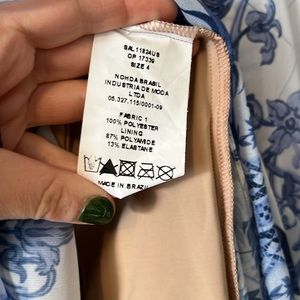 SAL11824US
OP 17339
SIZE 4
NOHDA BRASIL
INDUSTRIA DE MODA
LTDA
05.327.115/0001-09
FABRIC 1
100% POLYESTER
LINING
87% POLYAMIDE
13% ELASTANE
MADE IN BRAZIL